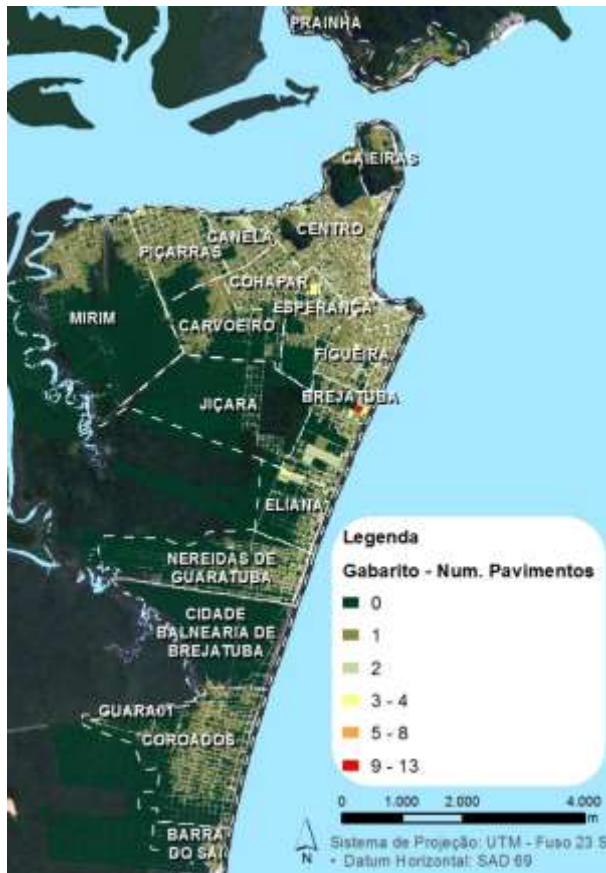 PRAINHA
CAIEIRAS
CENTRO
CANELA
PIÇARRAS
COHAPAR
ESPERANÇA
MIRIM
CARVOEIRO
FIGUEIRA
JIÇARA
BREJATUBA
ELIANA
NEREIDAS DE
GUARATUBA
CIDADE
BALNEARIA DE
BREJATUBA
GUARA01
COROADOS
BARRA
DO SAI
Legenda
Gabarito - Num. Pavimentos
0
1
2
3 - 4
5 - 8
9 - 13
0 1.000 2.000 4.000
m
N
Sistema de Projeção: UTM - Fuso 23 S
• Datum Horizontal: SAD 69